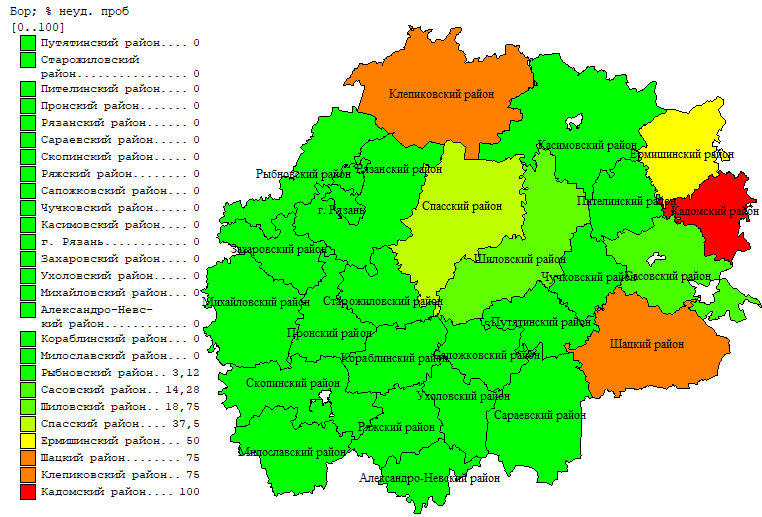 Бор; % неуд. проб
[0..100]
Путятинский район.... 0
Старожиловский
район................ 0
Пителинский район.... 0
Пронский район....... 0
Рязанский район...... 0
Сараевский район..... 0
Скопинский район..... 0
Ряжский район........ 0
Сапожковский район... 0
Чучковский район..... 0
Касимовский район.... 0
г. Рязань............ 0
Захаровский район.... 0
Ухоловский район..... 0
Михайловский район... 0
Александро-Невс-
кий район............ 0
Кораблинский район... 0
Милославский район... 0
Рыбновский район.. 3,12
Сасовский район.. 14,28
Шиловский район.. 18,75
Спасский район.... 37,5
Ермишинский район... 50
Шацкий район........ 75
Клепиковский район.. 75
Кадомский район.... 100
Клепиковский район
Касимовский район
Ермишинский район
Рыбновский район
Рязанский район
Спасский район
Пителинский район
Кадомский район
г. Рязань
Захаровский район
Шиловский район
Чучковский район
Сасовский район
Михайловский район
Старожиловский район
Путятинский район
Пронский район
Шацкий район
Кораблинский район
Сапожковский район
Скопинский район
Ухоловский район
Сараевский район
Ряжский район
Милославский район
Александро-Невский район